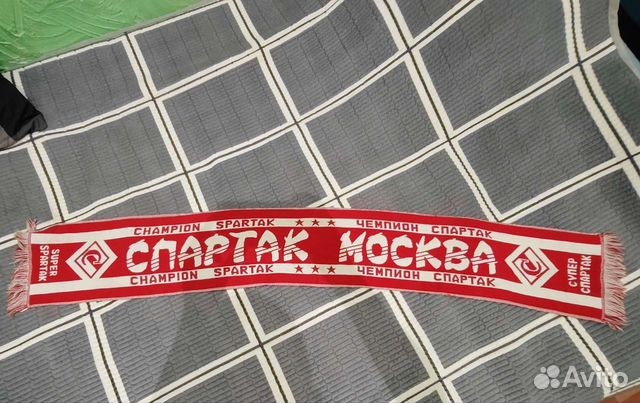 CHAMPION SPARTAK ★★★ ЧЕМПИОН СПАРТАК
SUPER
SPARTAK
СПАРТАК МОСКВА
СУПЕР
СПАРТАК
CHAMPION SPARTAK ★★★ ЧЕМПИОН СПАРТАК
Avito